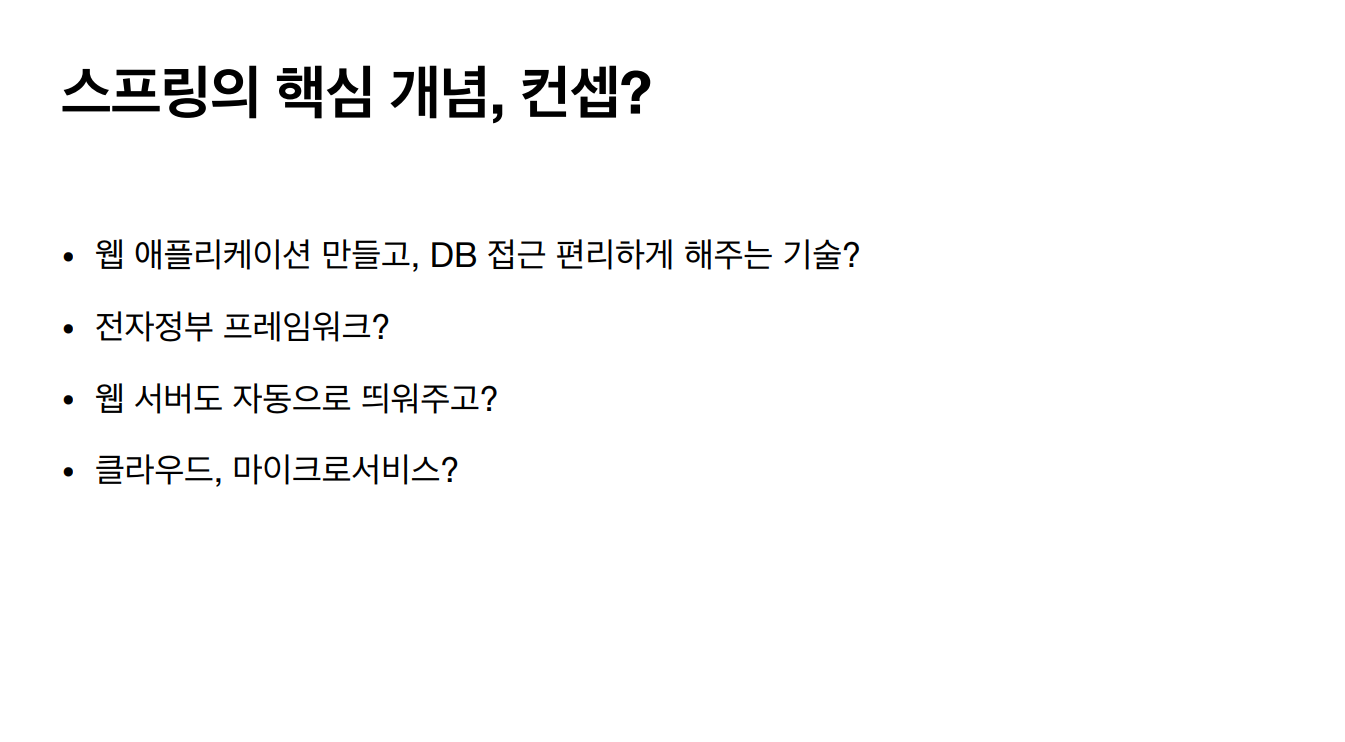 스프링의 핵심 개념, 컨셉?
• 웹 애플리케이션 만들고, DB 접근 편리하게 해주는 기술?
• 전자정부 프레임워크?
• 웹 서버도 자동으로 띄워주고?
• 클라우드, 마이크로서비스?